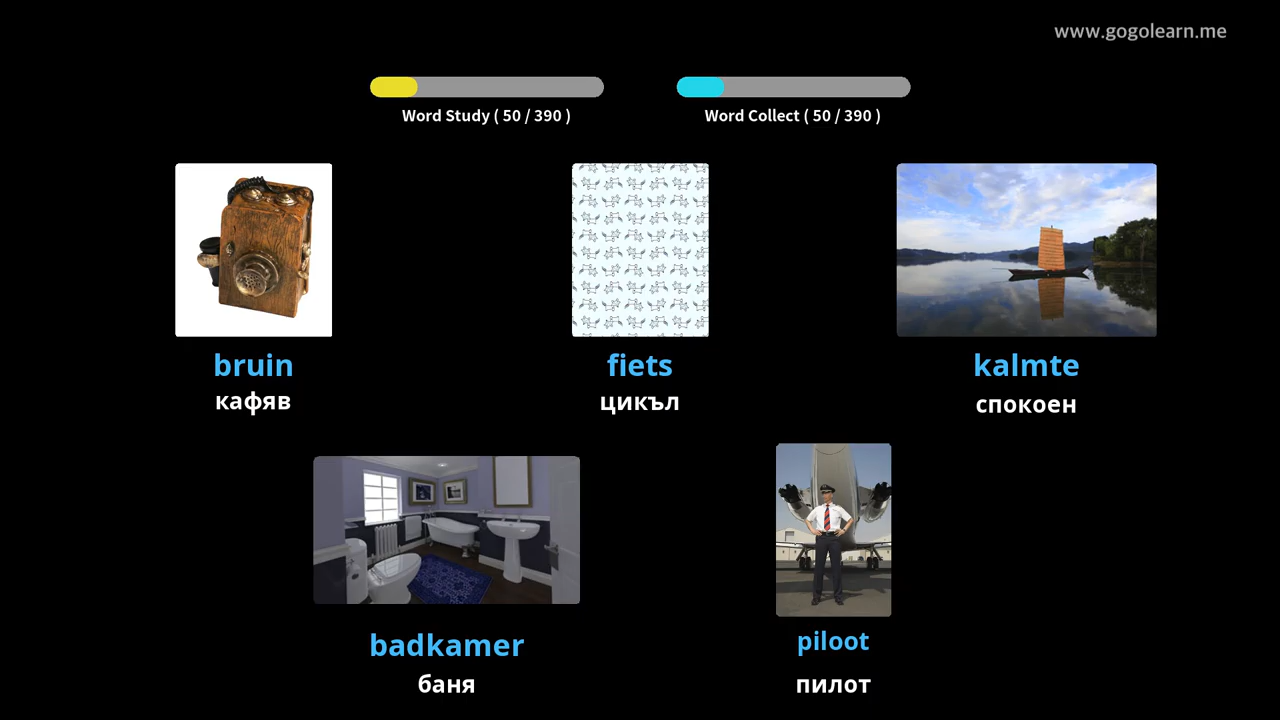 www.gogolearn.me
Word Study ( 50 / 390 )
Word Collect ( 50 / 390 )
bruin
кафяв
fiets
цикъл
kalmte
спокоен
badkamer
баня
piloot
пилот